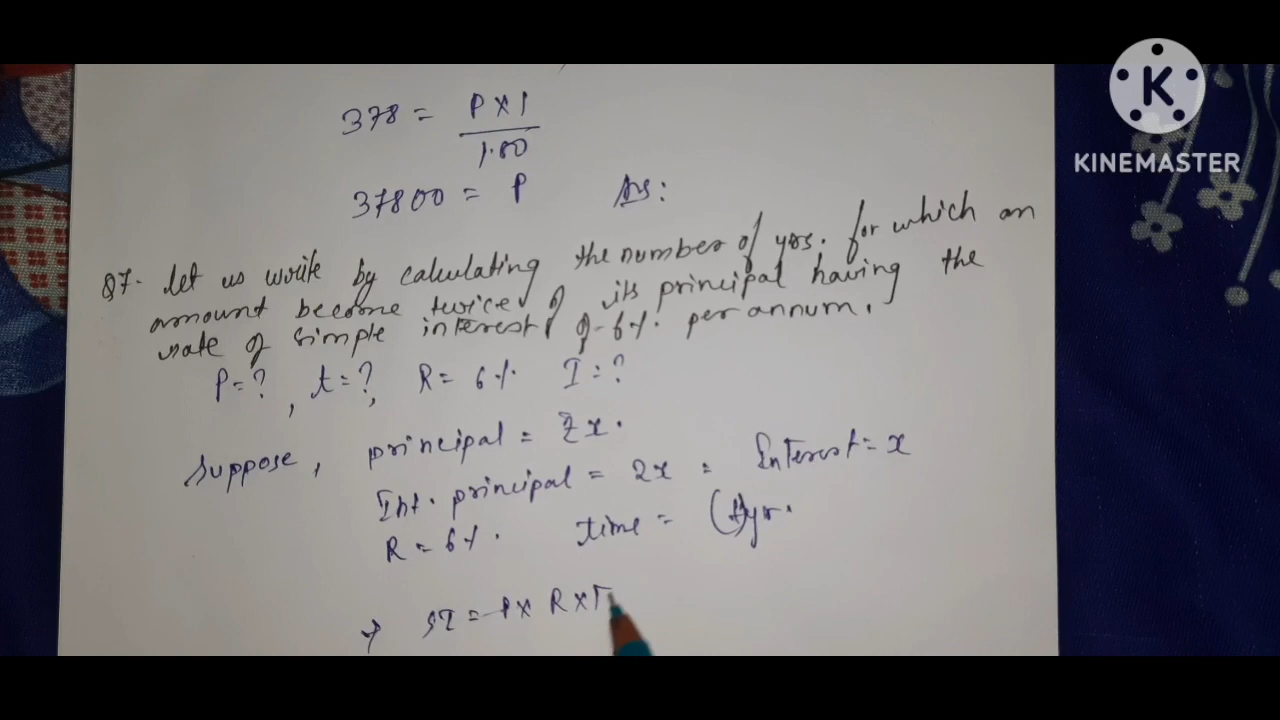 378 = P × 1
1.80
37800 = P Ans:
Q7. let us write by calculating the number of yrs. for which an
amount become twice of its principal having the
rate of simple interest of 6%. per annum.
P = ? , t = ?, R = 6%. I = ?
Suppose, principal = ₹ x.
Int. principal = 2x = Interest = x
R = 6%. time = (t)yr.
→ SI = P × R × T
K
KINEMASTER